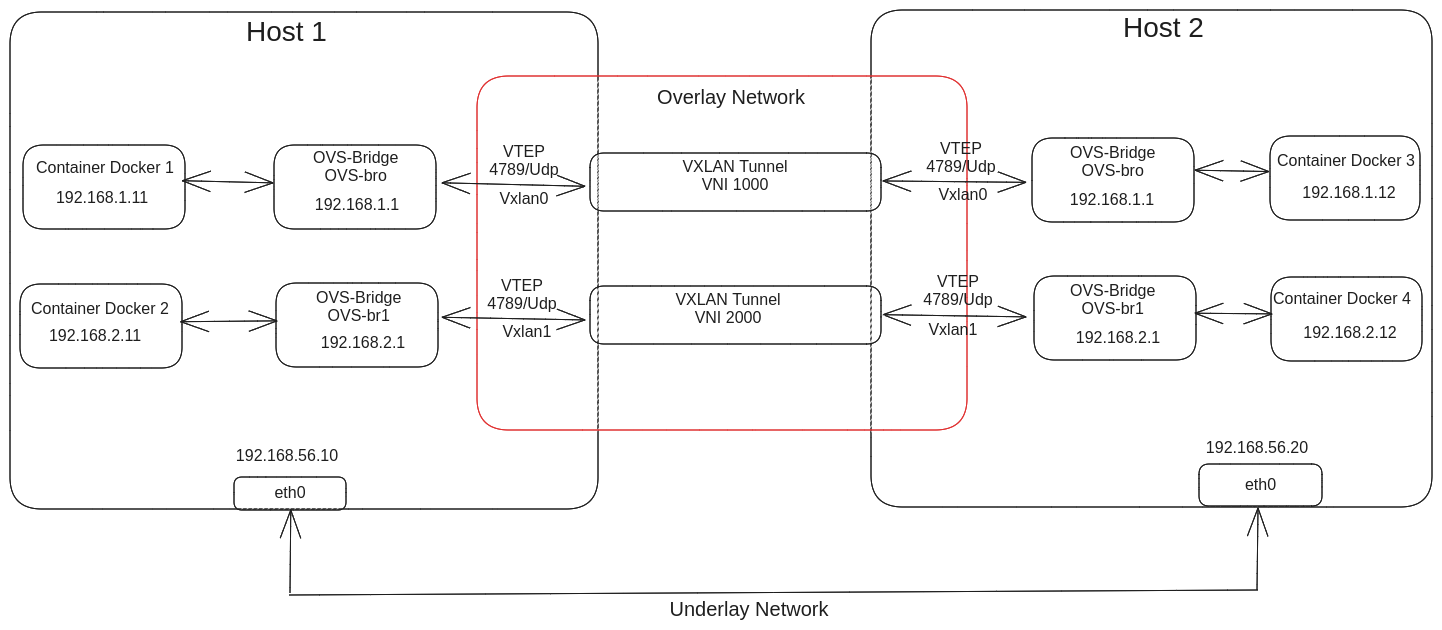 Host 1
Host 2
Overlay Network
Container Docker 1
192.168.1.11
OVS-Bridge
OVS-bro
192.168.1.1
VTEP
4789/Udp
Vxlan0
VXLAN Tunnel
VNI 1000
VTEP
4789/Udp
Vxlan0
OVS-Bridge
OVS-bro
192.168.1.1
Container Docker 3
192.168.1.12
Container Docker 2
192.168.2.11
OVS-Bridge
OVS-br1
192.168.2.1
VTEP
4789/Udp
Vxlan1
VXLAN Tunnel
VNI 2000
VTEP
4789/Udp
Vxlan1
OVS-Bridge
OVS-br1
192.168.2.1
Container Docker 4
192.168.2.12
192.168.56.10
eth0
192.168.56.20
eth0
Underlay Network